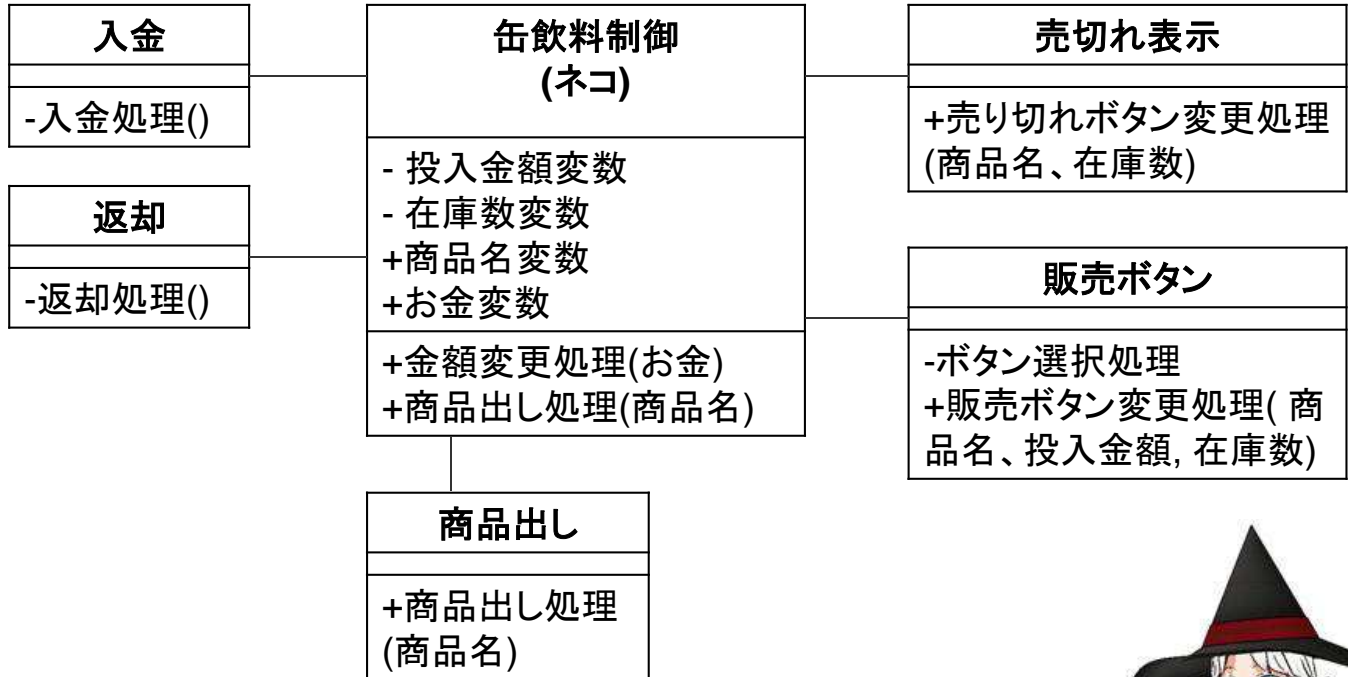 入金
-入金処理()
返却
-返却処理()
缶飲料制御
(ネコ)
- 投入金額変数
- 在庫数変数
+商品名変数
+お金変数
+金額変更処理(お金)
+商品出し処理(商品名)
商品出し
+商品出し処理
(商品名)
売切れ表示
+売り切れボタン変更処理
(商品名、在庫数)
販売ボタン
-ボタン選択処理
+販売ボタン変更処理( 商
品名、投入金額, 在庫数)